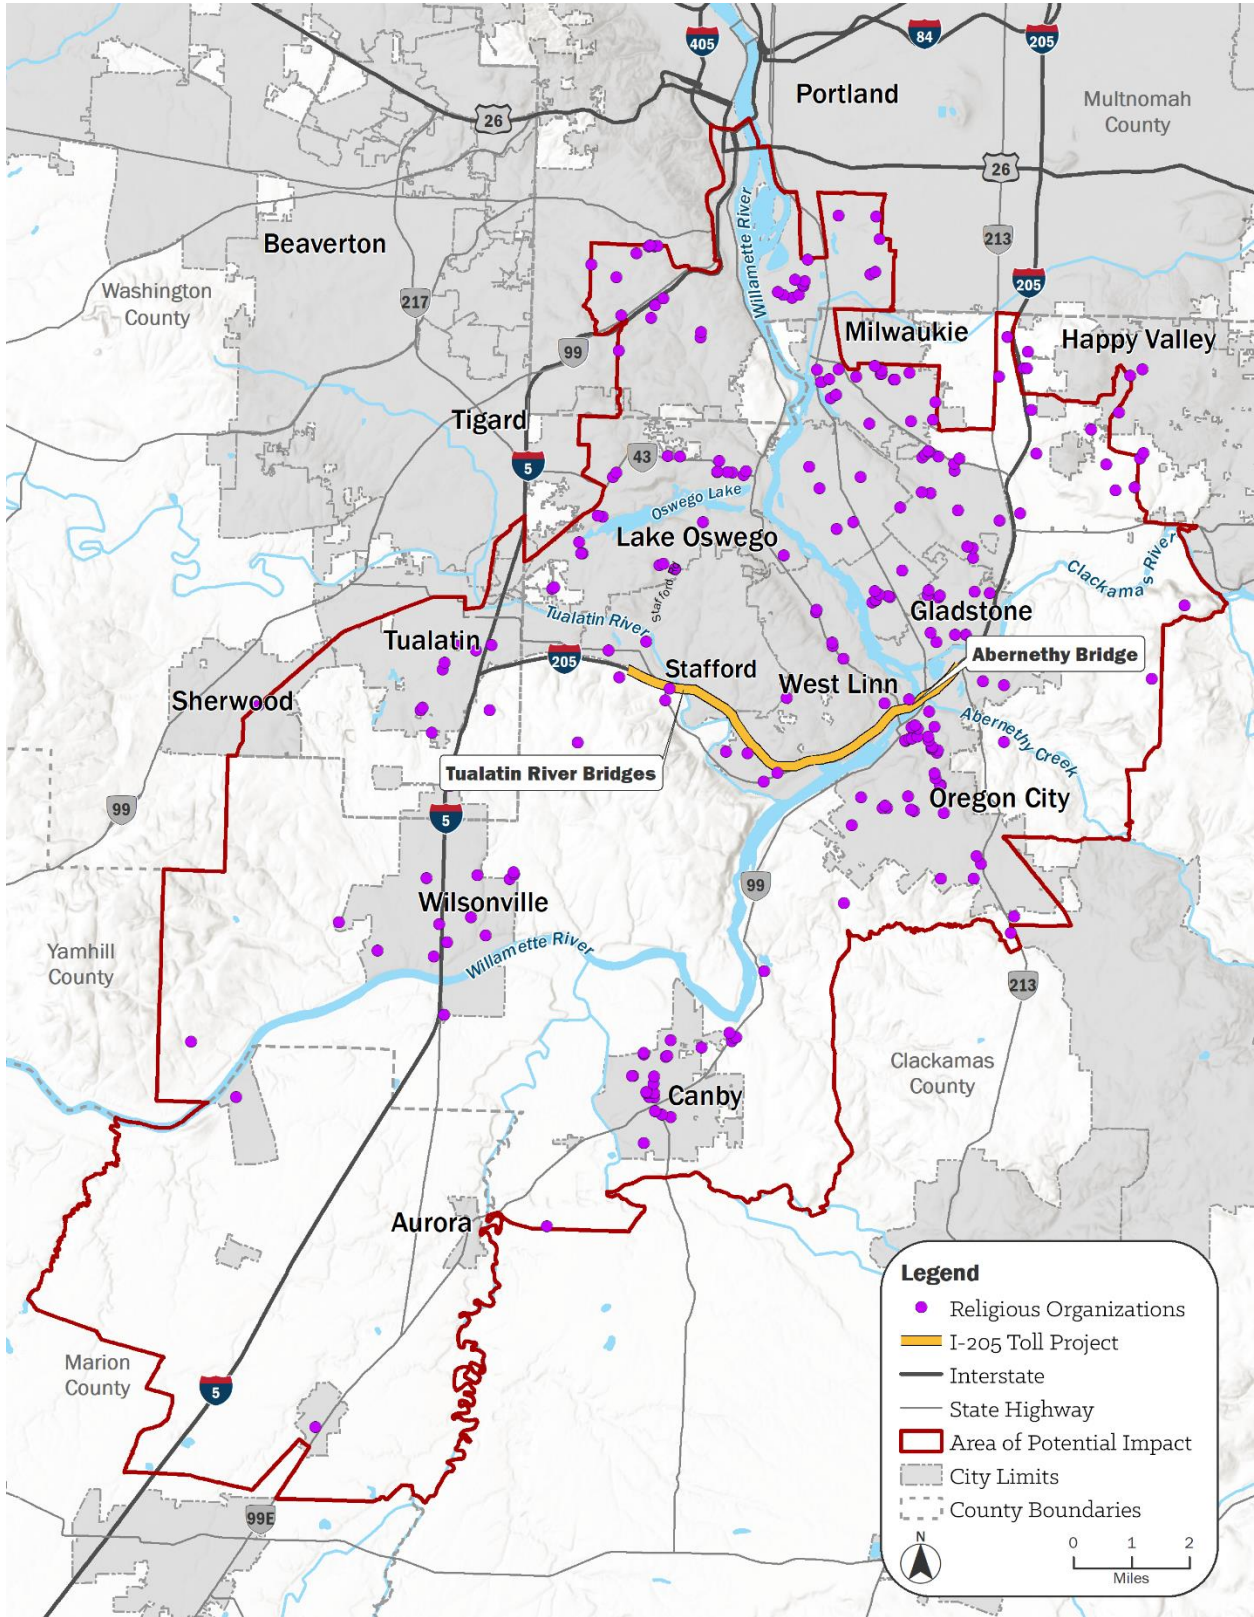 405
84
205
Portland
Multnomah
County
26
26
Willamette River
213
Beaverton
Washington
County
217
205
99
Milwaukie
Happy Valley
Tigard
43
5
Oswego Lake
Lake Oswego
Stafford Rd
Clackamas River
Tualatin River
Gladstone
Tualatin
205
Stafford
Abernethy Bridge
Sherwood
West Linn
Abernethy Creek
Tualatin River Bridges
99
5
Oregon City
99
Wilsonville
Willamette River
Yamhill
County
213
Clackamas
County
Canby
Aurora
Marion
County
5
99E
Legend
Religious Organizations
I-205 Toll Project
Interstate
State Highway
Area of Potential Impact
City Limits
County Boundaries
N
0 1 2
Miles